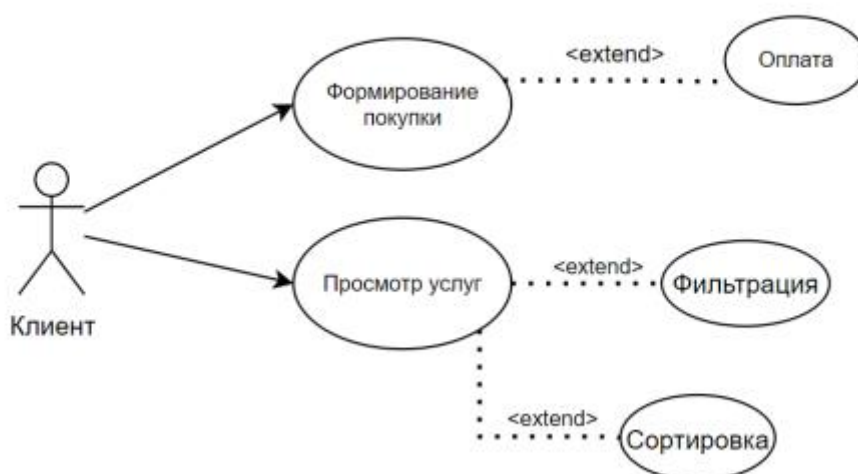 <extend>
Оплата
Формирование
покупки
<extend>
Просмотр услуг
Фильтрация
Клиент
<extend>
Сортировка